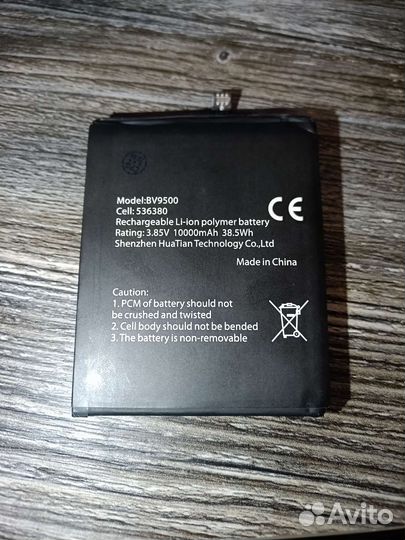 Model:BV9500
Cell: 536380
Rechargeable Li-ion polymer battery
Rating: 3.85V 10000mAh 38.5Wh
Shenzhen HuaTian Technology Co,Ltd
CE
Made in China
Caution:
1. PCM of battery should not
be crushed and twisted
2. Cell body should not be bended
3. The battery is non-removable
Avito